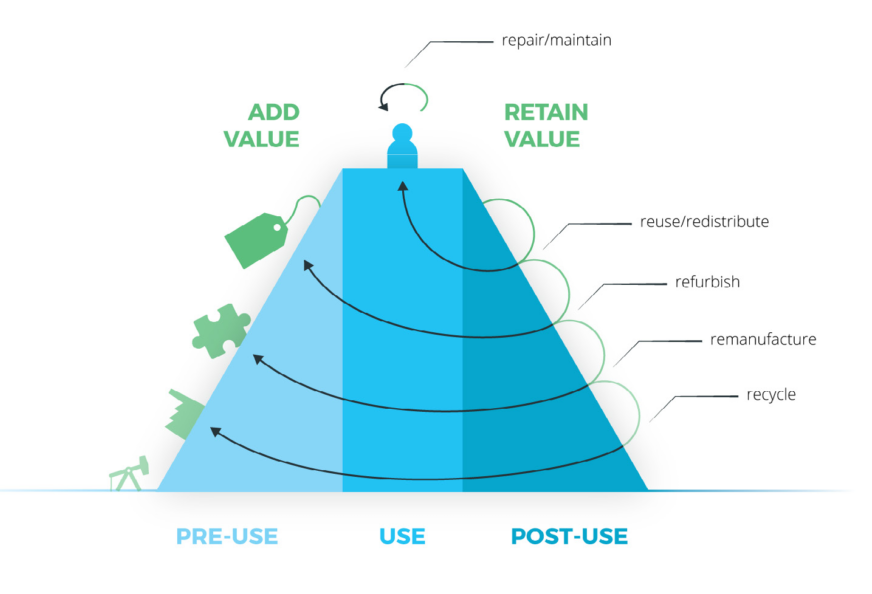 repair/maintain
ADD
VALUE
RETAIN
VALUE
reuse/redistribute
refurbish
remanufacture
recycle
PRE-USE
USE
POST-USE